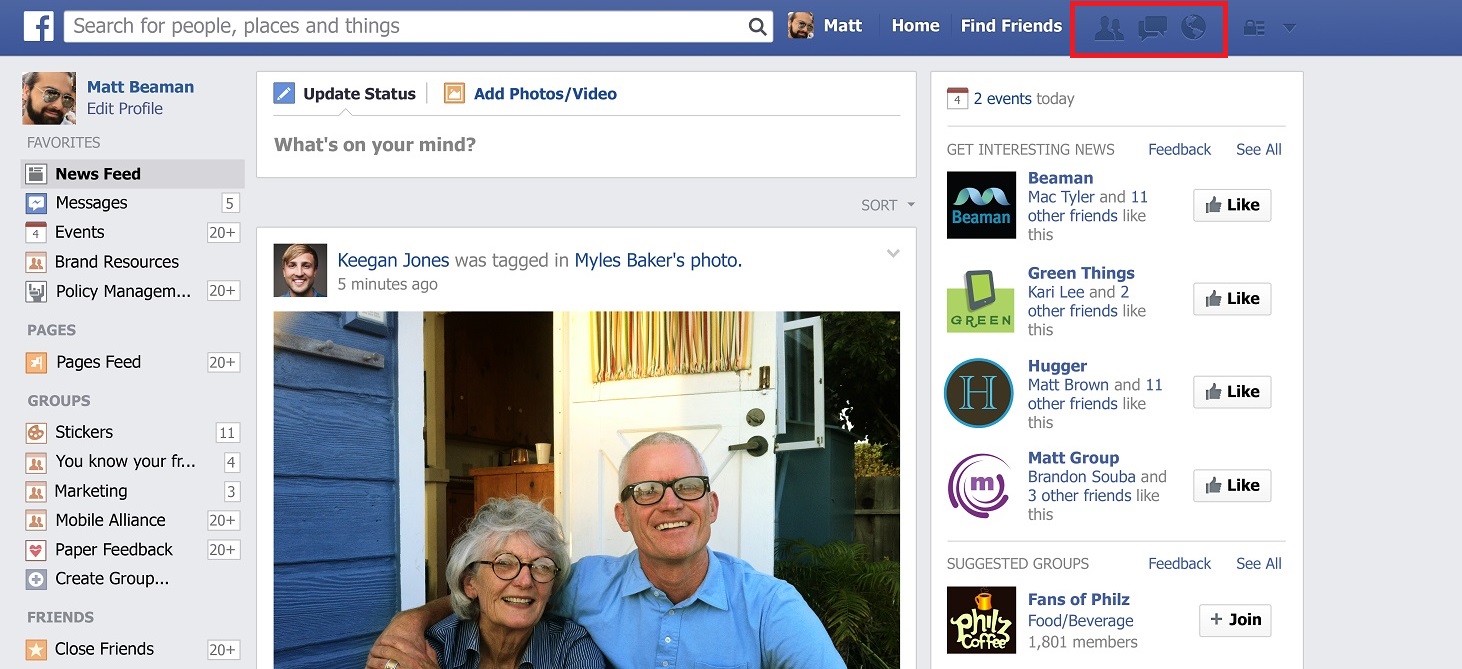 f Search for people, places and things Matt Home Find Friends
Matt Beaman
Edit Profile
FAVORITES
News Feed
Messages 5
4 Events 20+
Brand Resources
Policy Managem... 20+
PAGES
Pages Feed 20+
GROUPS
Stickers 11
You know your fr... 4
Marketing 3
Mobile Alliance 20+
Paper Feedback 20+
Create Group...
FRIENDS
Close Friends 20+
Update Status Add Photos/Video
What's on your mind?
SORT
Keegan Jones was tagged in Myles Baker's photo.
5 minutes ago
4 2 events today
GET INTERESTING NEWS Feedback See All
Beaman
Beaman
Mac Tyler and 11
other friends like
this
Like
GREEN
Green Things
Kari Lee and 2
other friends like
this
Like
H
Hugger
Matt Brown and 11
other friends like
this
Like
m
Matt Group
Brandon Souba and
3 other friends like
this
Like
SUGGESTED GROUPS Feedback See All
Philz
Coffee
Fans of Philz
Food/Beverage
1,801 members
+ Join